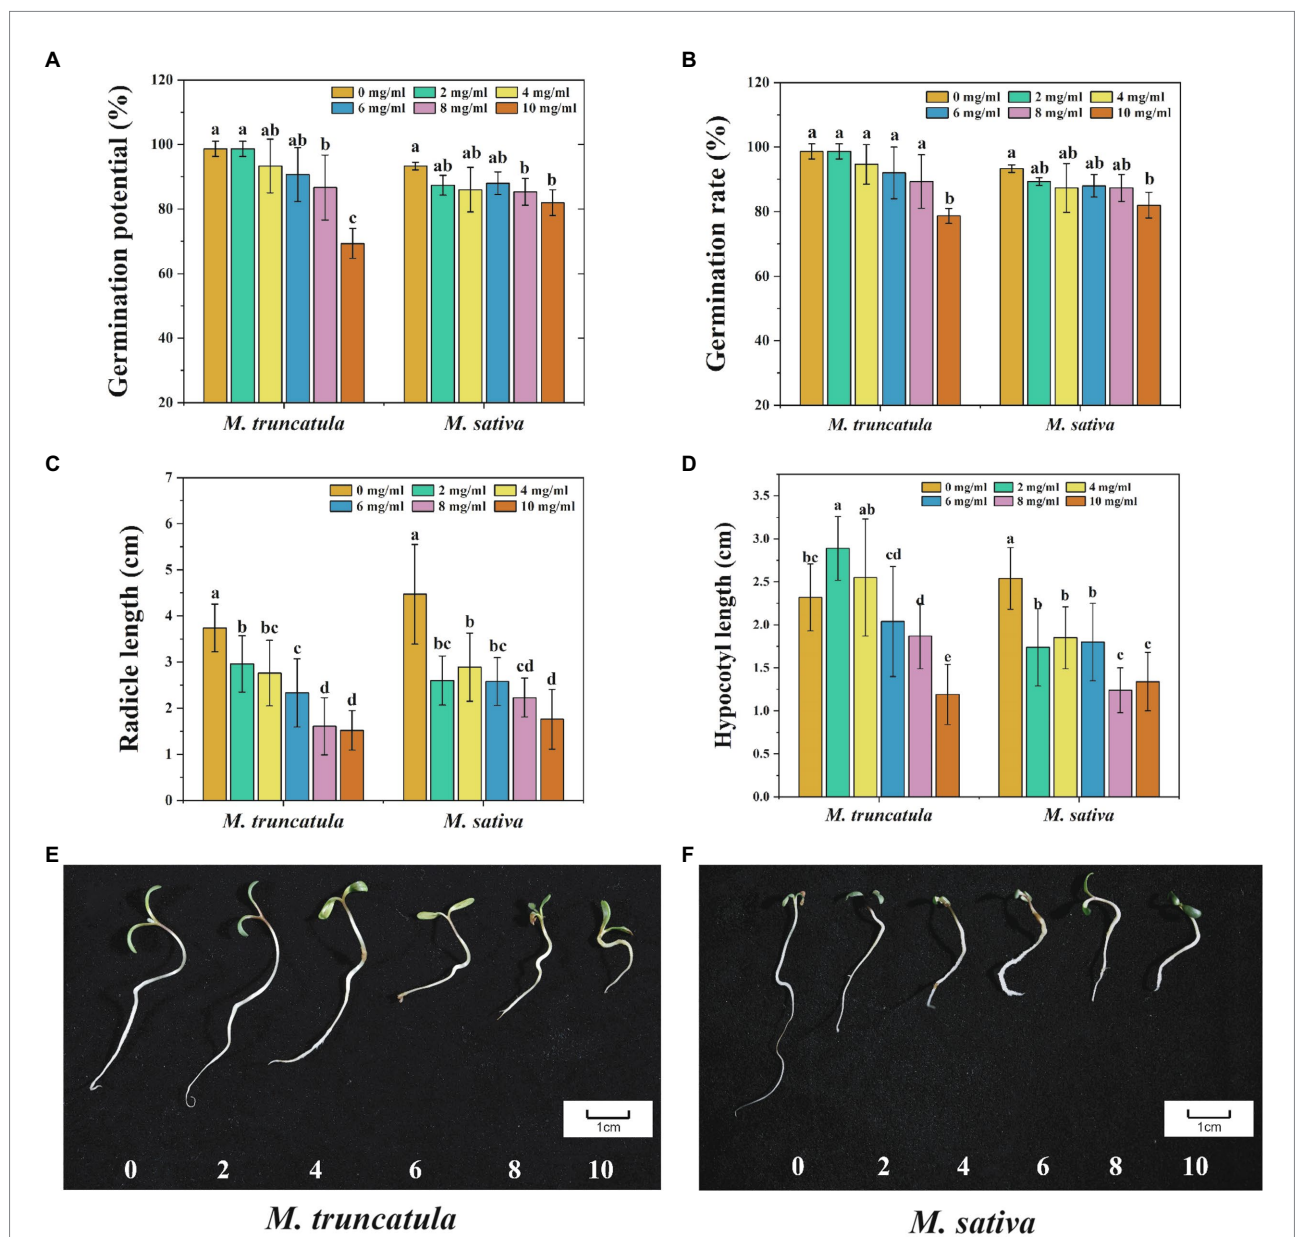 A
Germination potential (%)
120
100
80
60
40
20
0 mg/ml 2 mg/ml 4 mg/ml
6 mg/ml 8 mg/ml 10 mg/ml
a a ab ab b c
a ab ab ab b b
M. truncatula M. sativa
B
Germination rate (%)
120
100
80
60
40
20
0 mg/ml 2 mg/ml 4 mg/ml
6 mg/ml 8 mg/ml 10 mg/ml
a a a a a b
a ab ab ab ab b
M. truncatula M. sativa
C
Radicle length (cm)
7
6
5
4
3
2
1
0
0 mg/ml 2 mg/ml 4 mg/ml
6 mg/ml 8 mg/ml 10 mg/ml
a b bc c d d
a bc b bc cd d
M. truncatula M. sativa
D
Hypocotyl length (cm)
3.5
3.0
2.5
2.0
1.5
1.0
0.5
0.0
0 mg/ml 2 mg/ml 4 mg/ml
6 mg/ml 8 mg/ml 10 mg/ml
bc a ab cd d e
a b b b c c
M. truncatula M. sativa
E
1cm
0 2 4 6 8 10
M. truncatula
F
1cm
0 2 4 6 8 10
M. sativa